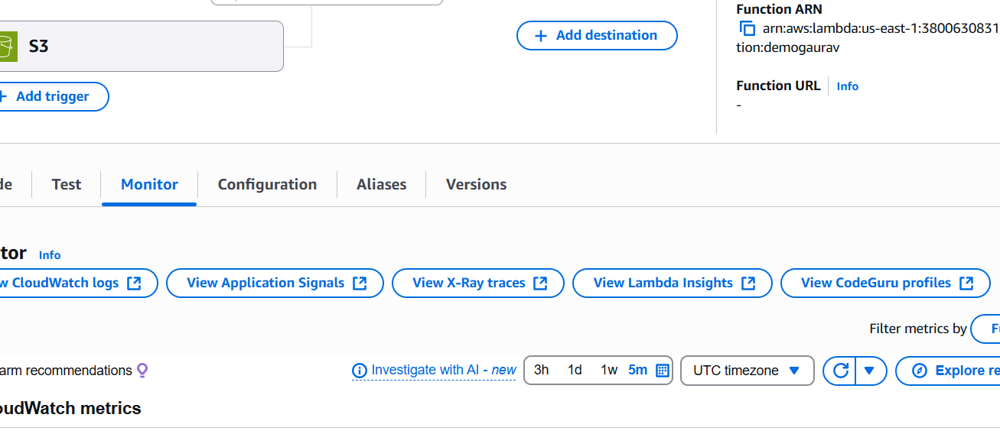 Function ARN
S3
Add destination
arn:aws:lambda:us-east-1:3800630831
tion:demogaurav
Add trigger
Function URL
Info
-
de
Test
Monitor
Configuration
Aliases
Versions
tor
Info
w CloudWatch logs
View Application Signals
View X-Ray traces
View Lambda Insights
View CodeGuru profiles
Filter metrics by
arm recommendations
Investigate with AI - new
3h
1d
1w
5m
UTC timezone
Explore re
oudWatch metrics